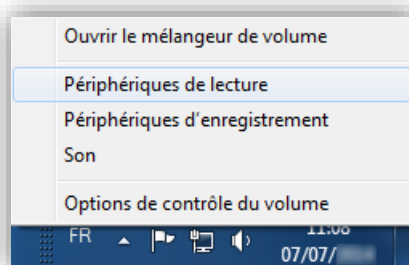 Ouvrir le mélangeur de volume
Périphériques de lecture
Périphériques d'enregistrement
Son
Options de contrôle du volume
FR
11:08
07/07/